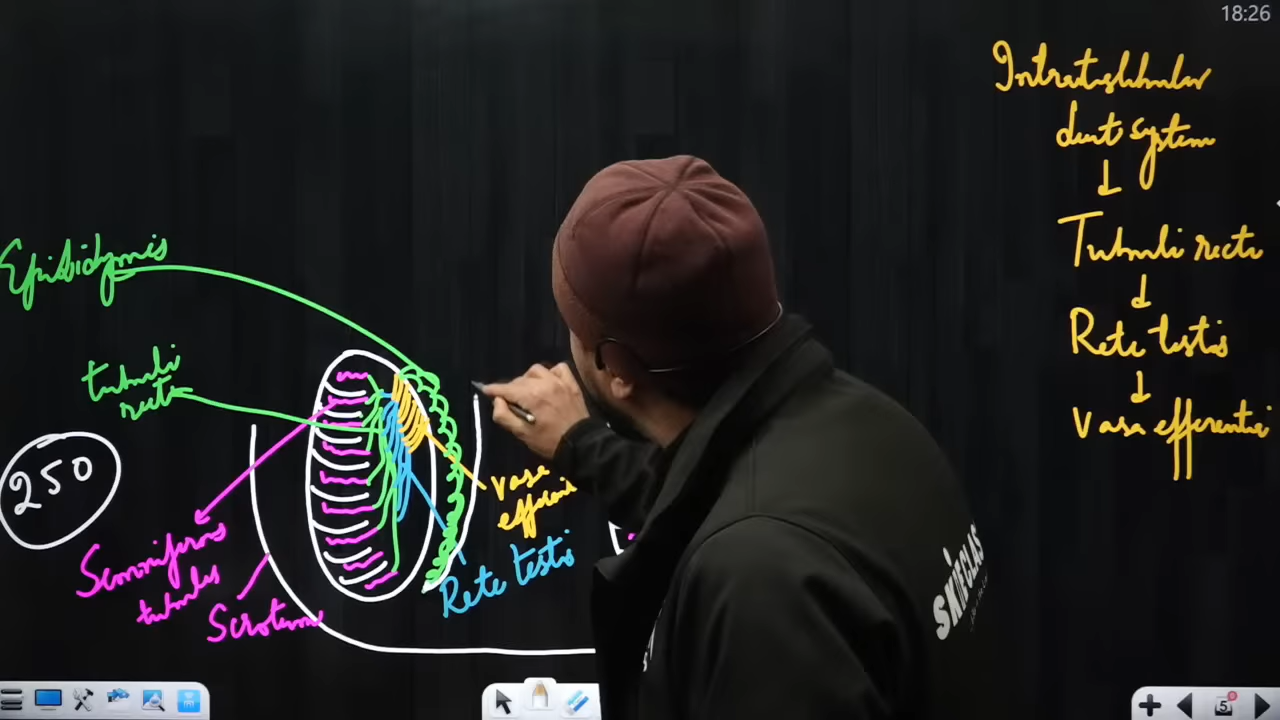 18:26
Intratesticular
duct system
↓
Tubuli recti
↓
Rete testis
↓
Vasa efferentia
Epididymis
tubuli
recti
250
Seminiferous
tubules
Scrotum
Vasa
efferentia
Rete testis
5